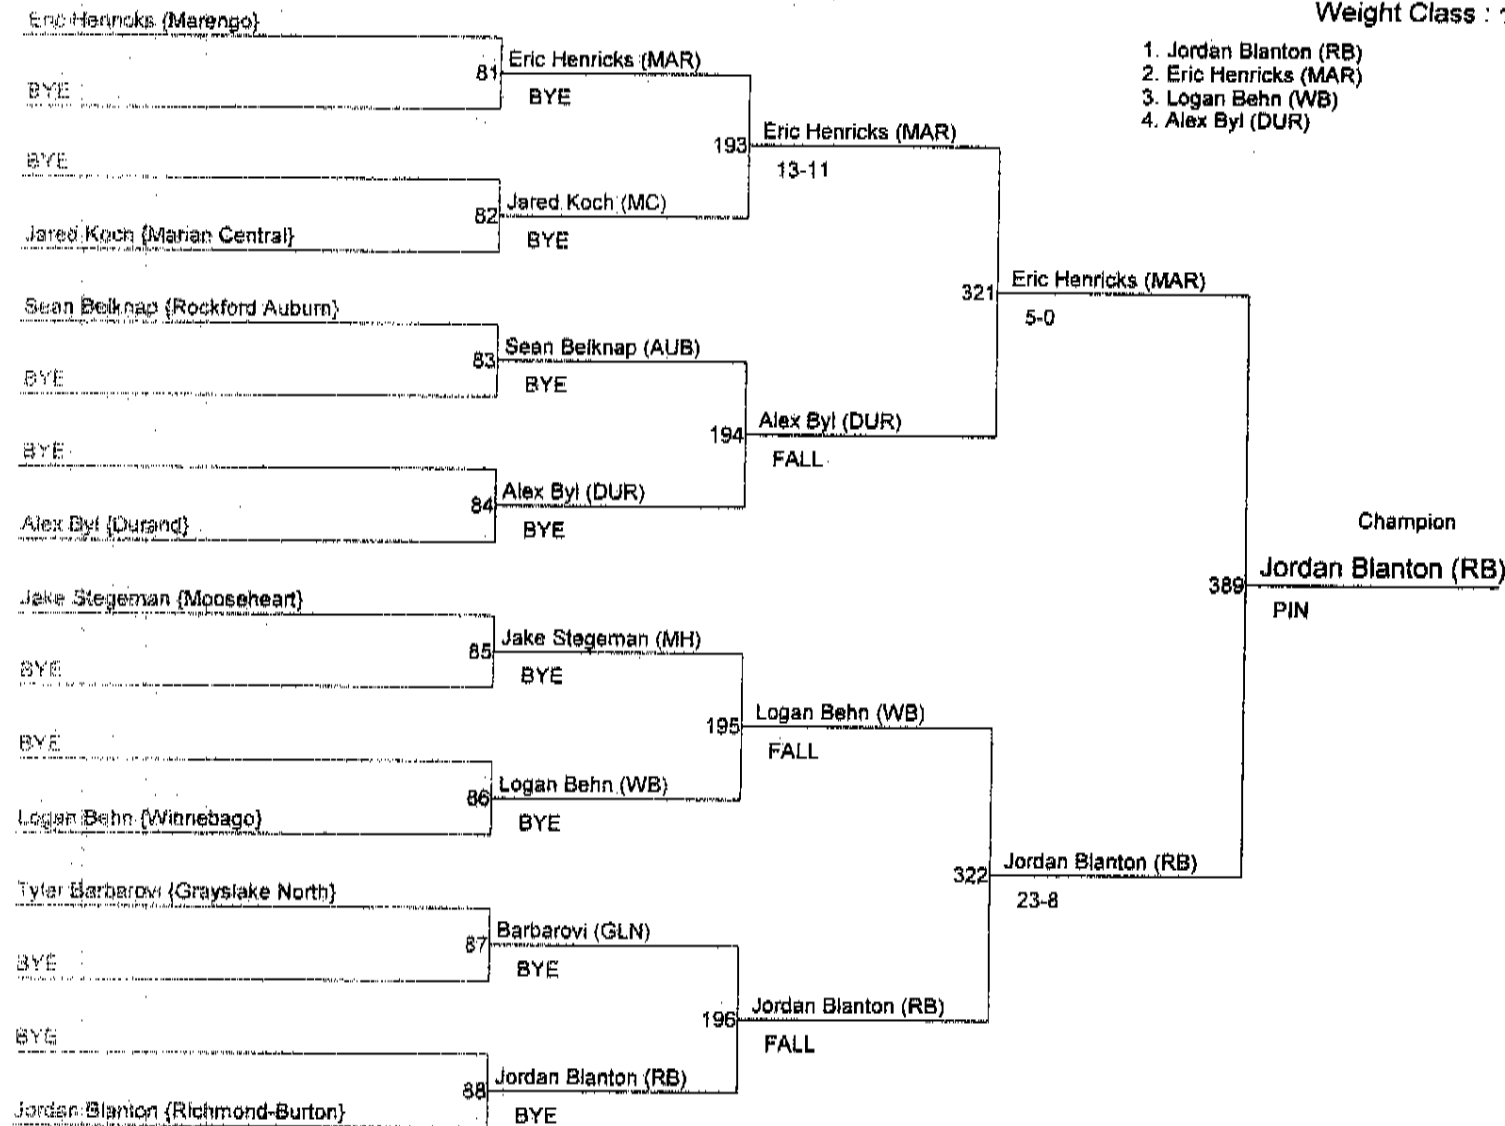 Weight Class :
1. Jordan Blanton (RB)
2. Eric Henricks (MAR)
3. Logan Behn (WB)
4. Alex Byl (DUR)
Eric Henricks {Marengo}
81 Eric Henricks (MAR)
BYE
BYE
193 Eric Henricks (MAR)
13-11
BYE
82 Jared Koch (MC)
BYE
Jared Koch {Marian Central}
321 Eric Henricks (MAR)
5-0
Sean Belknap {Rockford Auburn}
83 Sean Belknap (AUB)
BYE
BYE
194 Alex Byl (DUR)
FALL
BYE
84 Alex Byl (DUR)
BYE
Alex Byl {Durand}
Champion
389 Jordan Blanton (RB)
PIN
Jake Stegeman {Mooseheart}
85 Jake Stegeman (MH)
BYE
BYE
195 Logan Behn (WB)
FALL
BYE
86 Logan Behn (WB)
BYE
Logan Behn {Winnebago}
322 Jordan Blanton (RB)
23-8
Tyler Barbarovi {Grayslake North}
87 Barbarovi (GLN)
BYE
BYE
196 Jordan Blanton (RB)
FALL
BYE
88 Jordan Blanton (RB)
BYE
Jordan Blanton {Richmond-Burton}